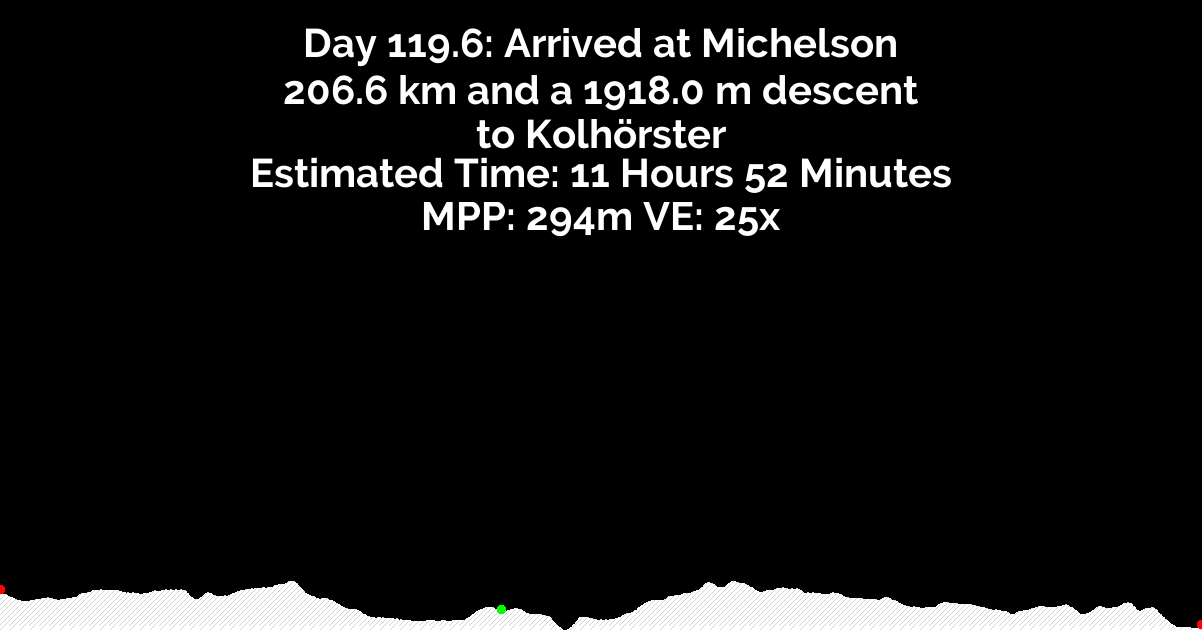 Day 119.6: Arrived at Michelson
206.6 km and a 1918.0 m descent
to Kolhörster
Estimated Time: 11 Hours 52 Minutes
MPP: 294m VE: 25x